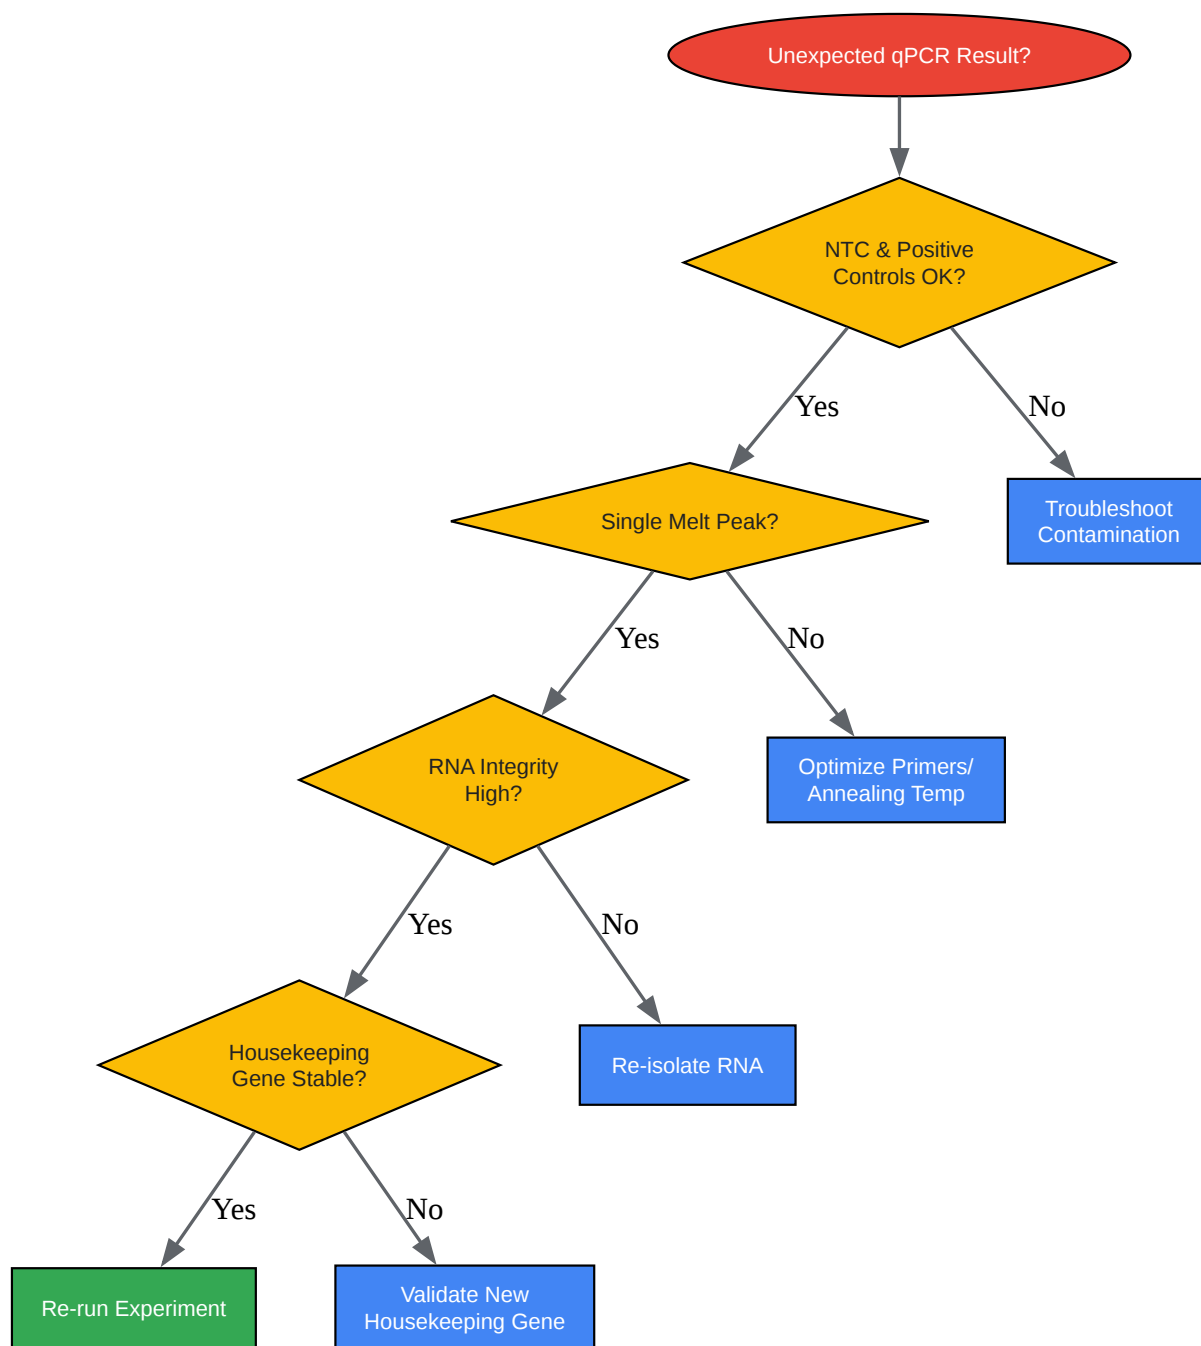 Unexpected qPCR Result?
NTC & Positive
Controls OK?
Yes
No
Troubleshoot
Contamination
Single Melt Peak?
Yes
No
Optimize Primers/
Annealing Temp
RNA Integrity
High?
Yes
No
Re-isolate RNA
Housekeeping
Gene Stable?
Yes
No
Re-run Experiment
Validate New
Housekeeping Gene